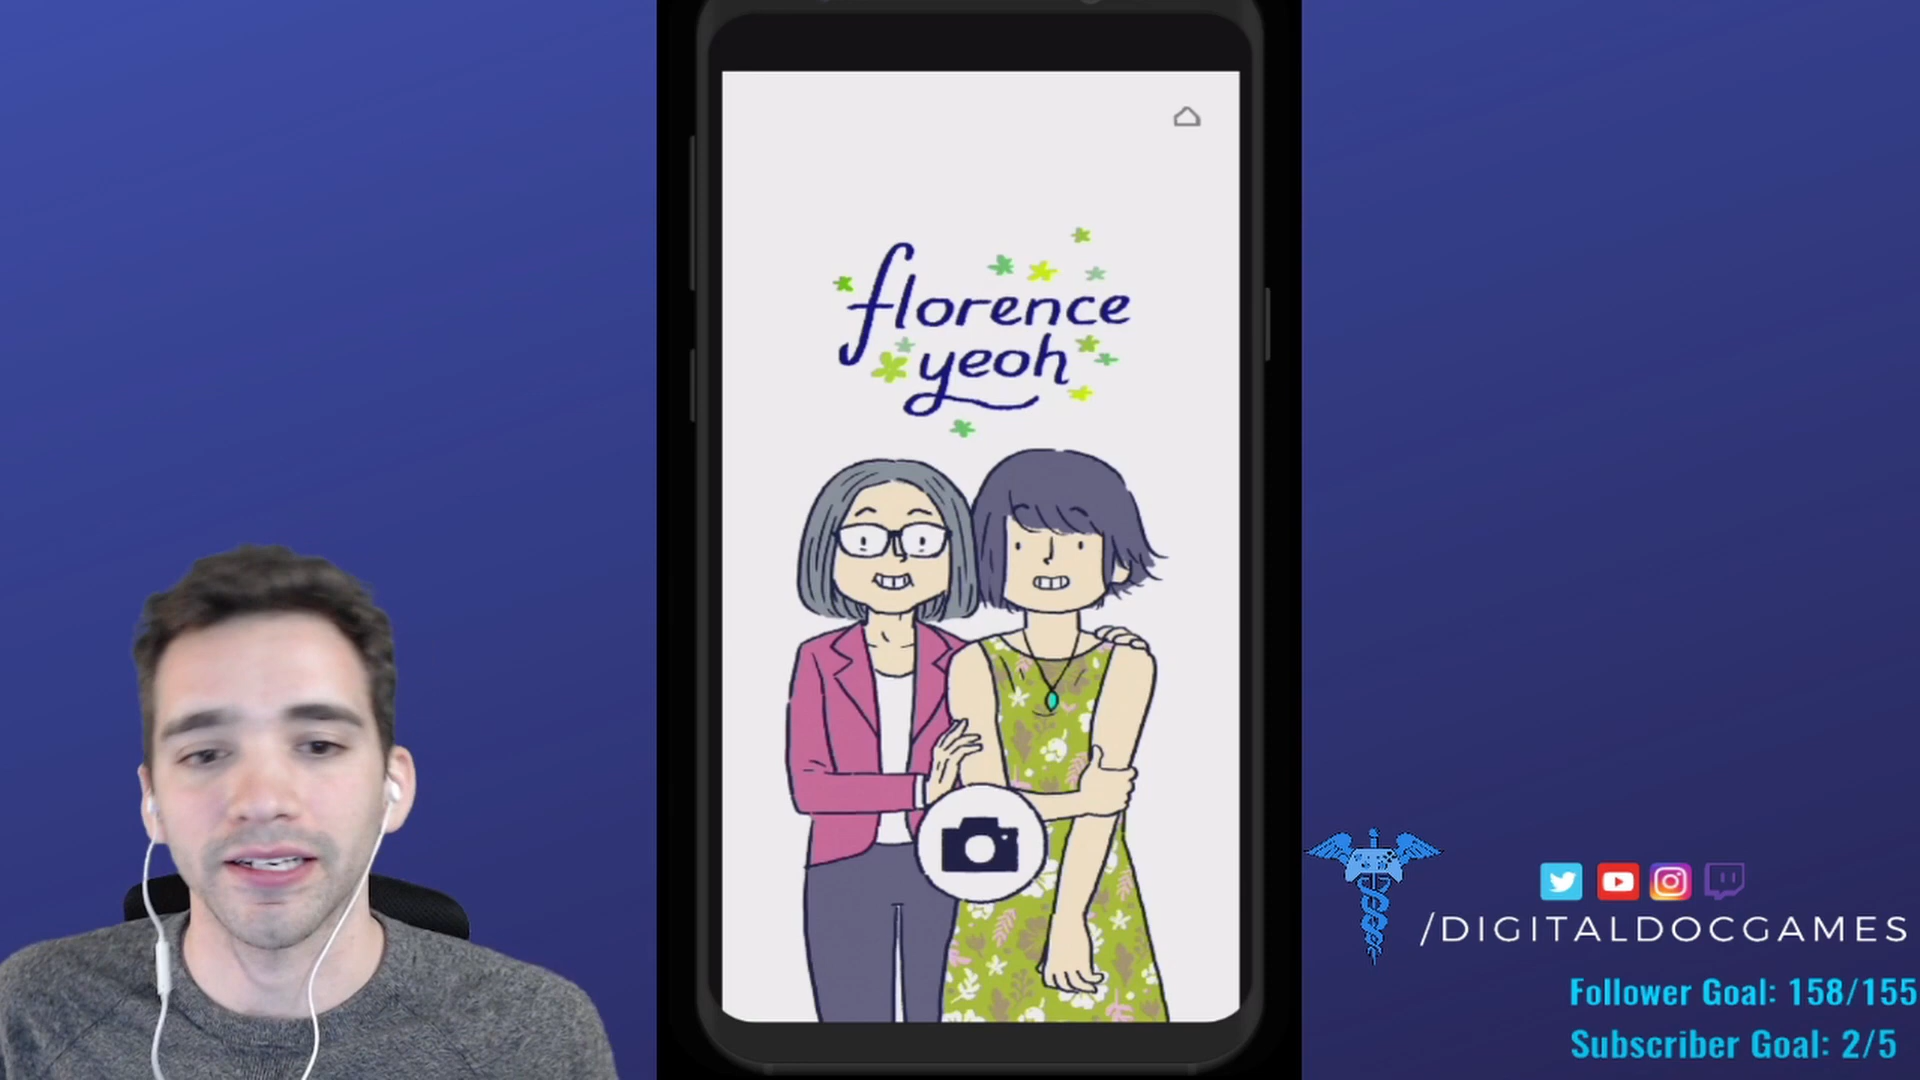 florence
yeoh
/DIGITALDOCGAMES
Follower Goal: 158/155
Subscriber Goal: 2/5